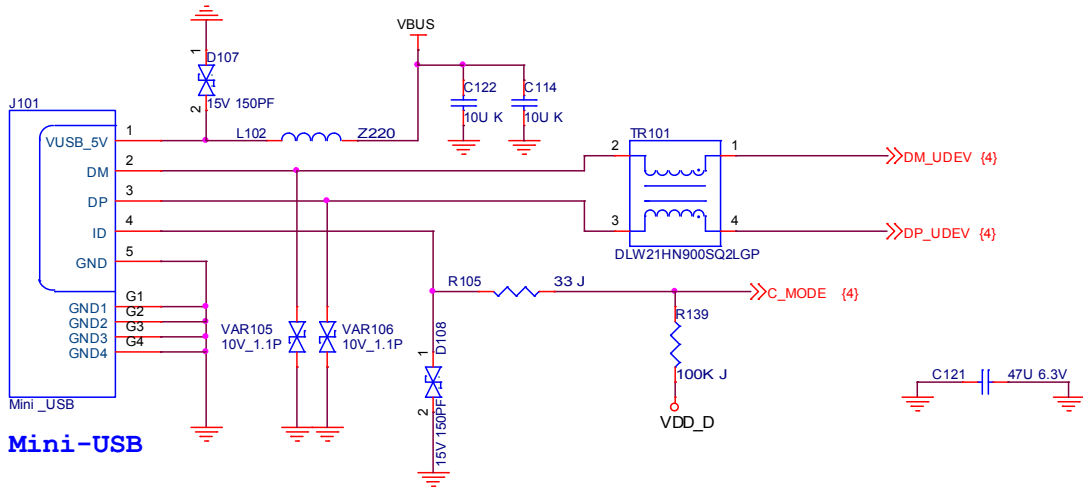 VBUS
1
D107
2
15V 150PF
C122
10U K
C114
10U K
J101
VUSB_5V
1
L102
Z220
TR101
DM
2
2
1
DM_UDEV {4}
DP
3
3
4
DP_UDEV {4}
ID
4
DLW21HN900SQ2LGP
GND
5
R105
33 J
C_MODE {4}
GND1
G1
GND2
G2
GND3
G3
GND4
G4
VAR105
10V_1.1P
VAR106
10V_1.1P
1
D108
2
15V 150PF
R139
100K J
VDD_D
C121
47U 6.3V
Mini _USB
Mini-USB